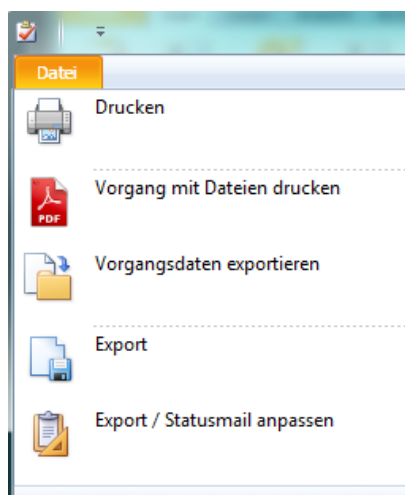 Datei
Drucken
Vorgang mit Dateien drucken
PDF
Vorgangsdaten exportieren
Export
Export / Statusmail anpassen